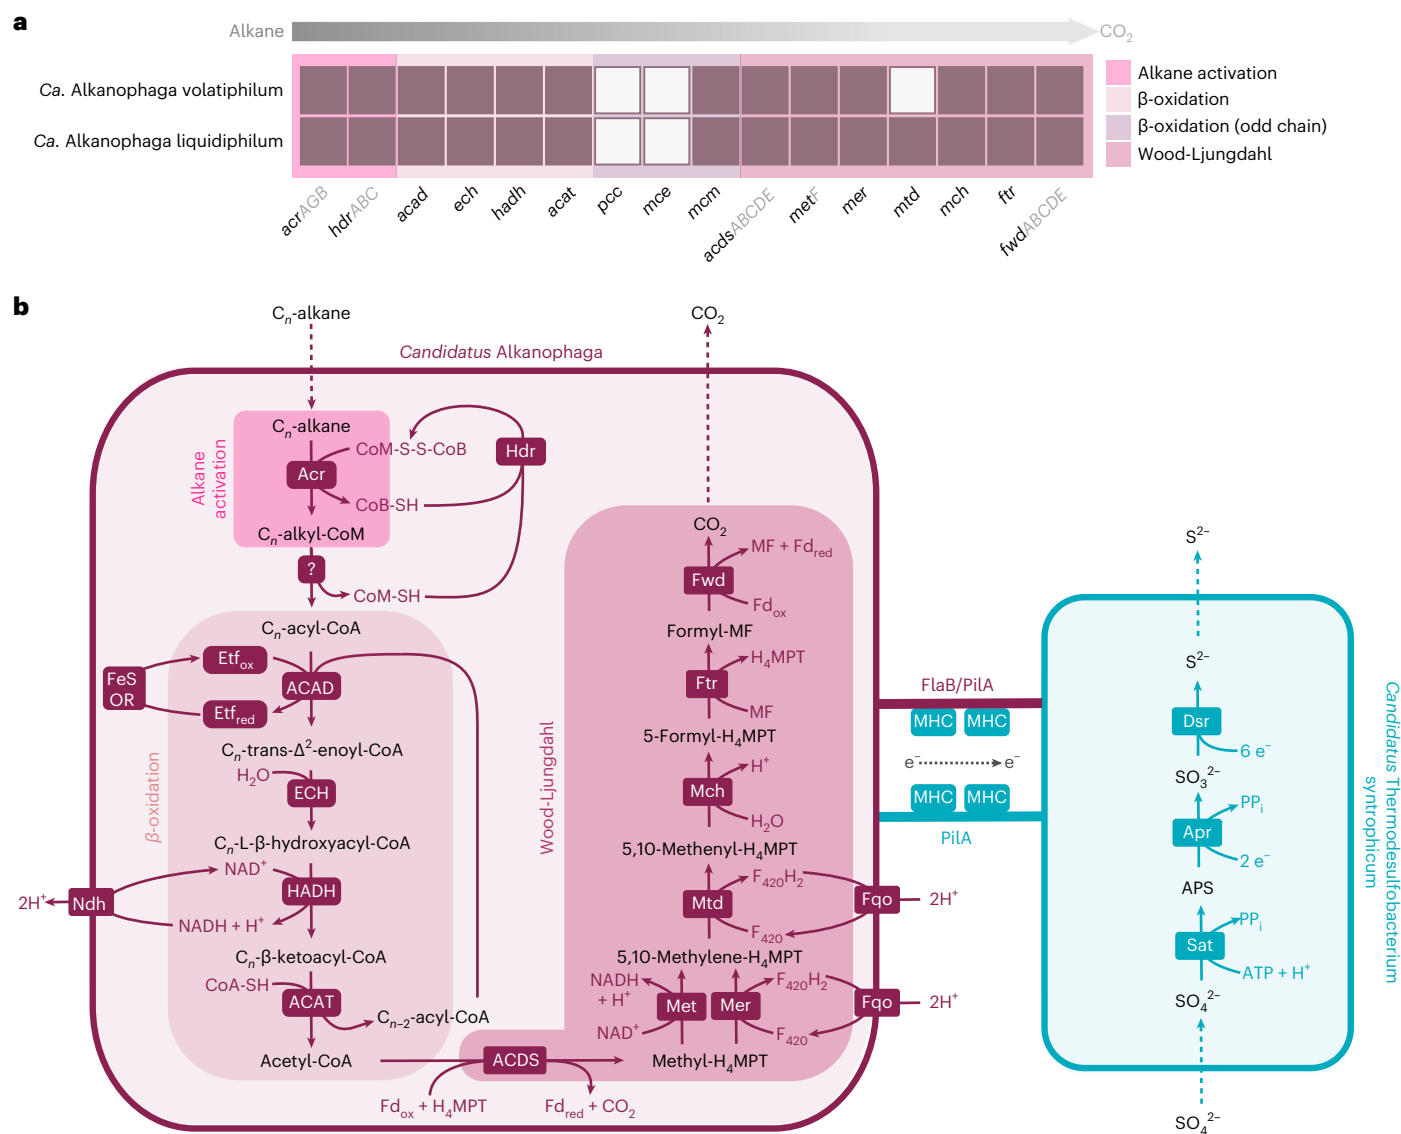 a
Alkane
CO₂
Ca. Alkanophaga volatiphilum
Ca. Alkanophaga liquidiphilum
Alkane activation
β-oxidation
β-oxidation (odd chain)
Wood-Ljungdahl
acrAGB
hdrABC
acad
ech
hadh
acat
pcc
mce
mcm
acdsABCDE
metF
mer
mtd
mch
ftr
fwdABCDE
b
Cₙ-alkane
CO₂
Candidatus Alkanophaga
Alkane
activation
Cₙ-alkane
CoM-S-S-CoB
Hdr
Acr
CoB-SH
Cₙ-alkyl-CoM
?
CoM-SH
β-oxidation
Cₙ-acyl-CoA
FeS
OR
Etf_ox
ACAD
Etf_red
Cₙ-trans-Δ²-enoyl-CoA
H₂O
ECH
Cₙ-L-β-hydroxyacyl-CoA
NAD⁺
HADH
2H⁺
Ndh
NADH + H⁺
Cₙ-β-ketoacyl-CoA
CoA-SH
ACAT
Cₙ₋₂-acyl-CoA
Acetyl-CoA
ACDS
Fd_ox + H₄MPT
Fd_red + CO₂
Wood-Ljungdahl
CO₂
MF + Fd_red
Fwd
Fd_ox
Formyl-MF
H₄MPT
Ftr
MF
5-Formyl-H₄MPT
H⁺
Mch
H₂O
5,10-Methenyl-H₄MPT
F₄₂₀H₂
Mtd
Fqo
2H⁺
F₄₂₀
5,10-Methylene-H₄MPT
NADH
+ H⁺
F₄₂₀H₂
Met
Mer
Fqo
2H⁺
NAD⁺
F₄₂₀
Methyl-H₄MPT
FlaB/PilA
MHC
MHC
e⁻
e⁻
MHC
MHC
PilA
S²⁻
S²⁻
Dsr
6 e⁻
SO₃²⁻
PPᵢ
Apr
2 e⁻
APS
PPᵢ
Sat
ATP + H⁺
SO₄²⁻
SO₄²⁻
Candidatus Thermodesulfobacterium
syntrophicum